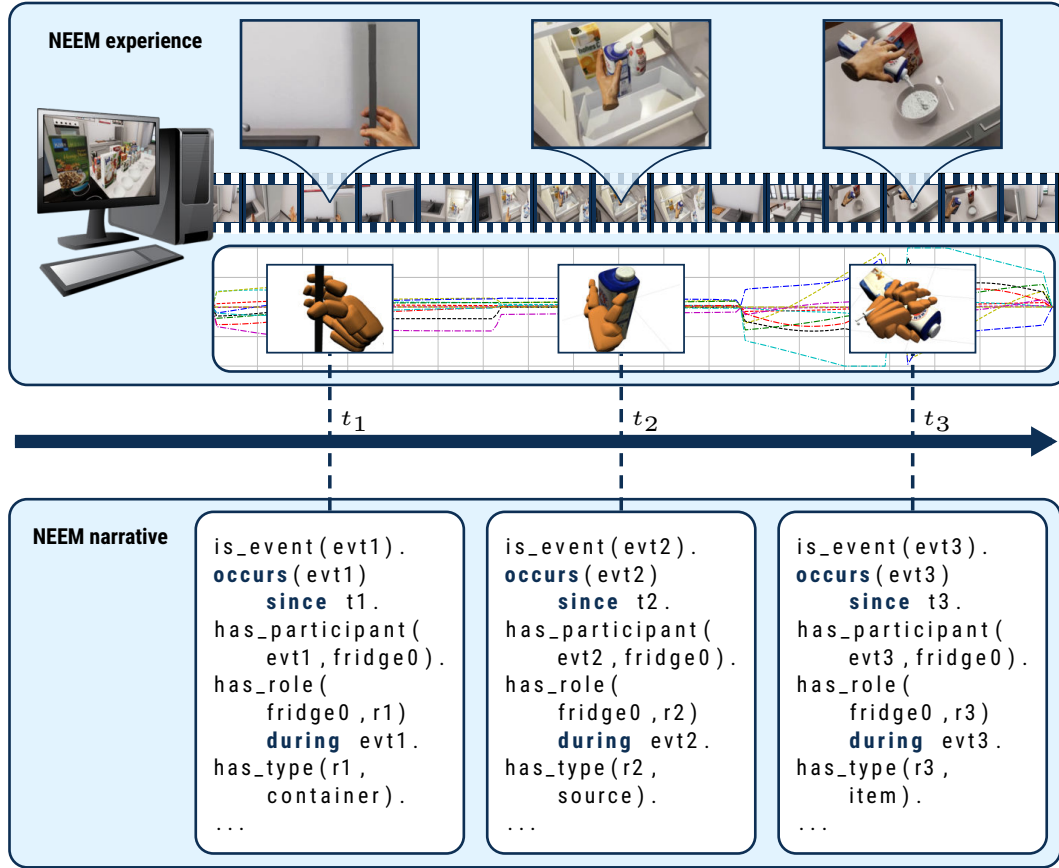 NEEM experience
t1
t2
t3
NEEM narrative
is_event(evt1).
occurs(evt1)
since t1.
has_participant(
evt1,fridge0).
has_role(
fridge0,r1)
during evt1.
has_type(r1,
container).
...
is_event(evt2).
occurs(evt2)
since t2.
has_participant(
evt2,fridge0).
has_role(
fridge0,r2)
during evt2.
has_type(r2,
source).
...
is_event(evt3).
occurs(evt3)
since t3.
has_participant(
evt3,fridge0).
has_role(
fridge0,r3)
during evt3.
has_type(r3,
item).
...